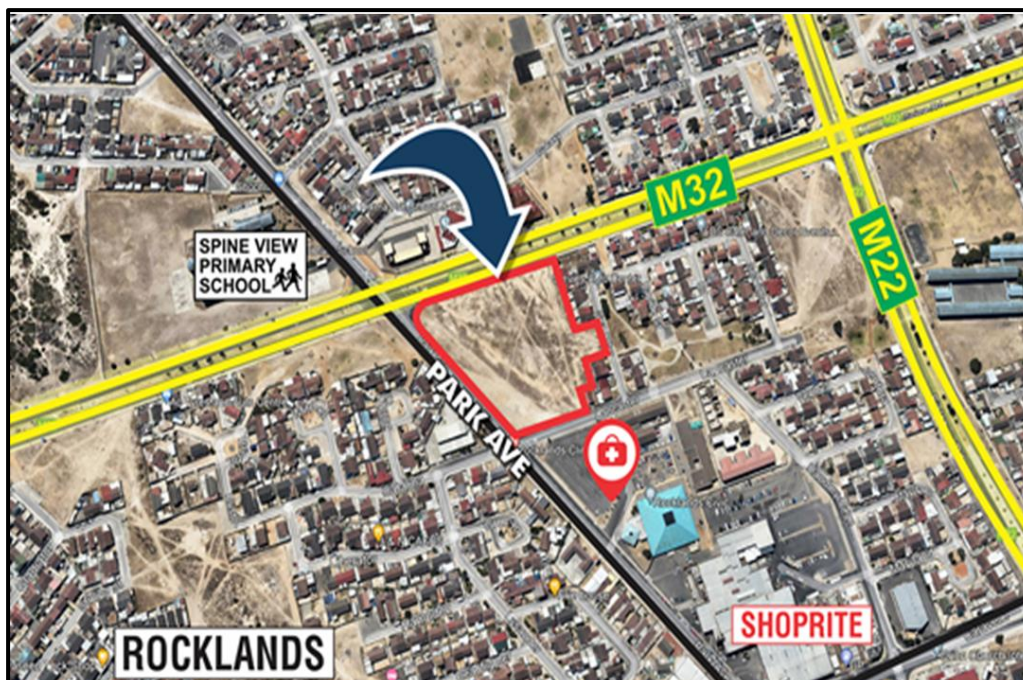 M32
M22
SPINE VIEW
PRIMARY
SCHOOL
PARK AVE
SHOPRITE
ROCKLANDS